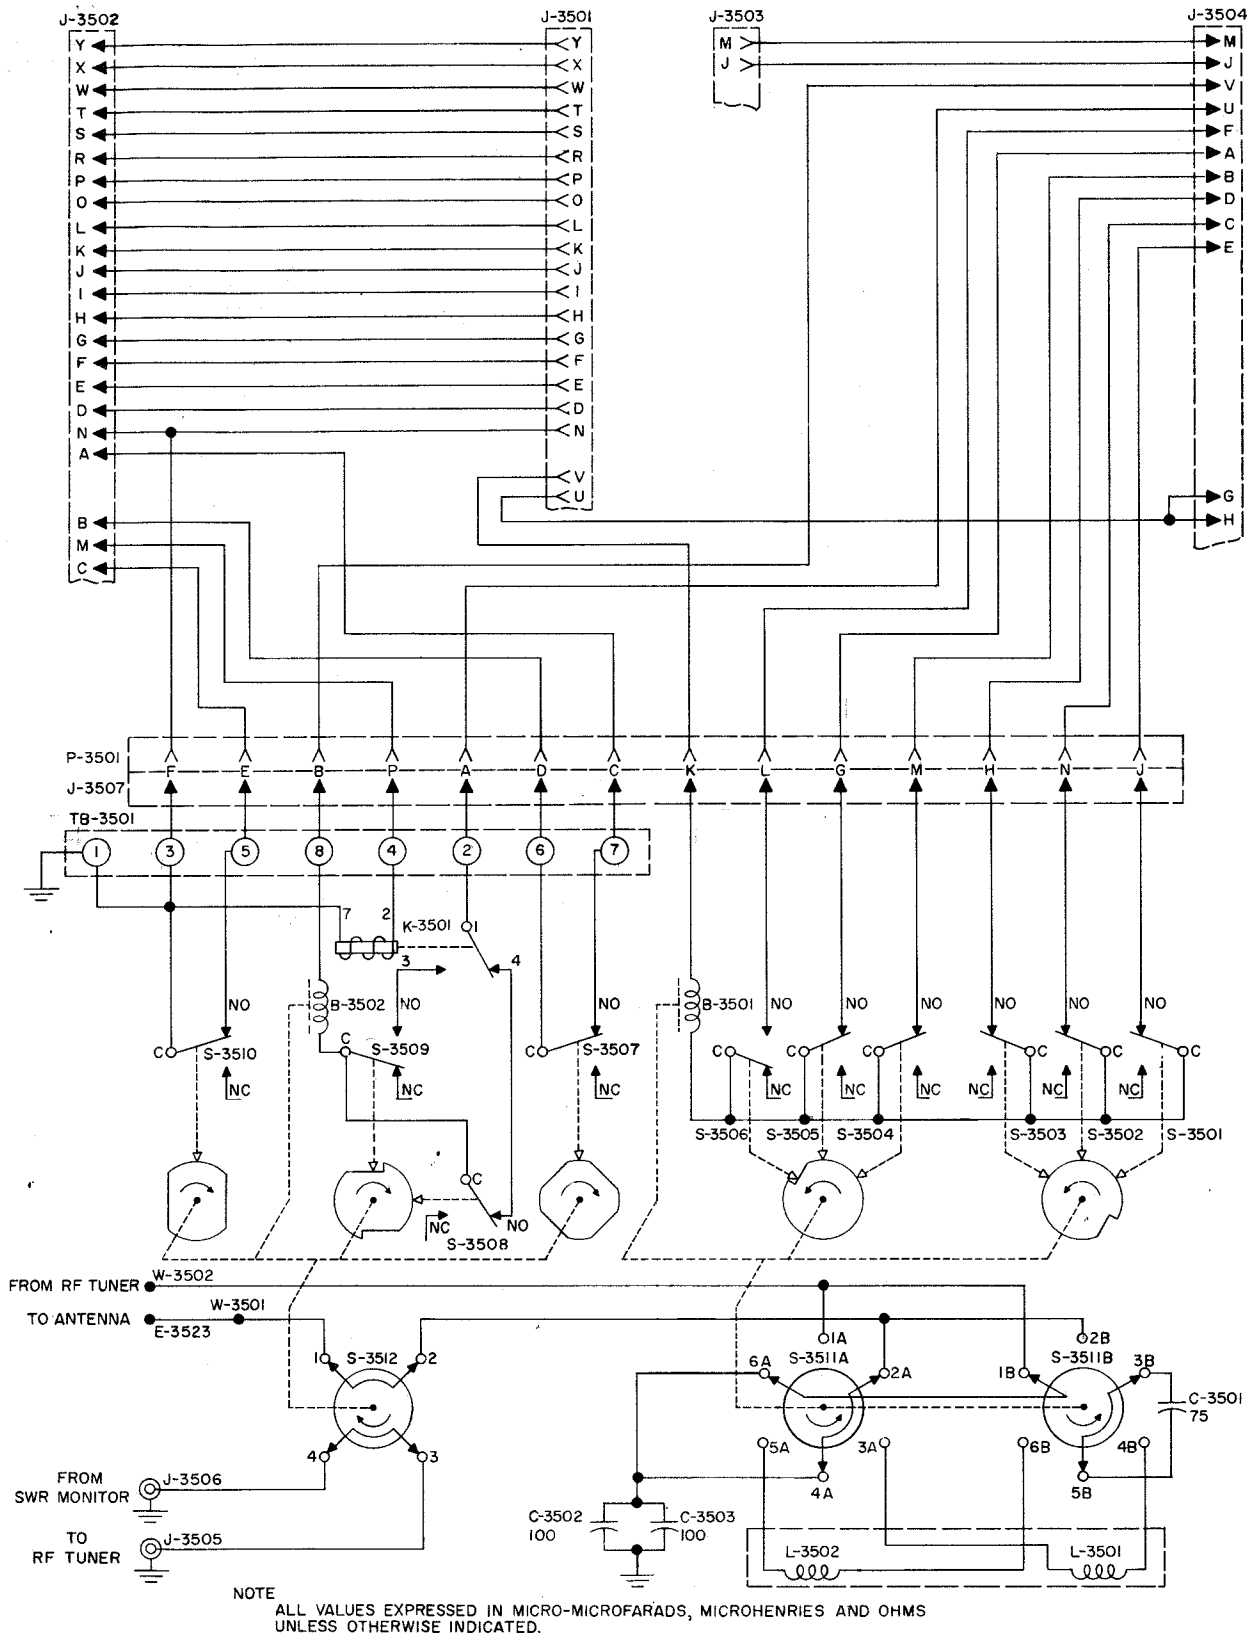 J-3502 J-3501 J-3503 J-3504
Y Y M M
X X J J
W W V
T T U
S S F
R R A
P P B
O O D
L L C
K K E
J J
I I
H H
G G
F F
E E
D D
N N
A
V
U G
B H
M
C
P-3501
F E B P A D C K L G M H N J
J-3507
TB-3501
1 3 5 8 4 2 6 7
7 2 K-3501 1
3 4
NO B-3502 NO NO B-3501 NO NO NO NO NO NO
C S-3510 C S-3509 C S-3507 C C C C C C
NC NC NC NC NC NC NC NC NC
S-3506 S-3505 S-3504 S-3503 S-3502 S-3501
C
NC NO
S-3508
FROM RF TUNER W-3502
TO ANTENNA W-3501
E-3523
1 S-3512 2 1A 2B
S-3511A S-3511B
6A 2A 1B 3B
C-3501
75
4 3 5A 3A 6B 4B
4A 5B
FROM
SWR MONITOR J-3506
TO
RF TUNER J-3505
C-3502 C-3503
100 100
L-3502 L-3501
NOTE
ALL VALUES EXPRESSED IN MICRO-MICROFARADS, MICROHENRIES AND OHMS
UNLESS OTHERWISE INDICATED.